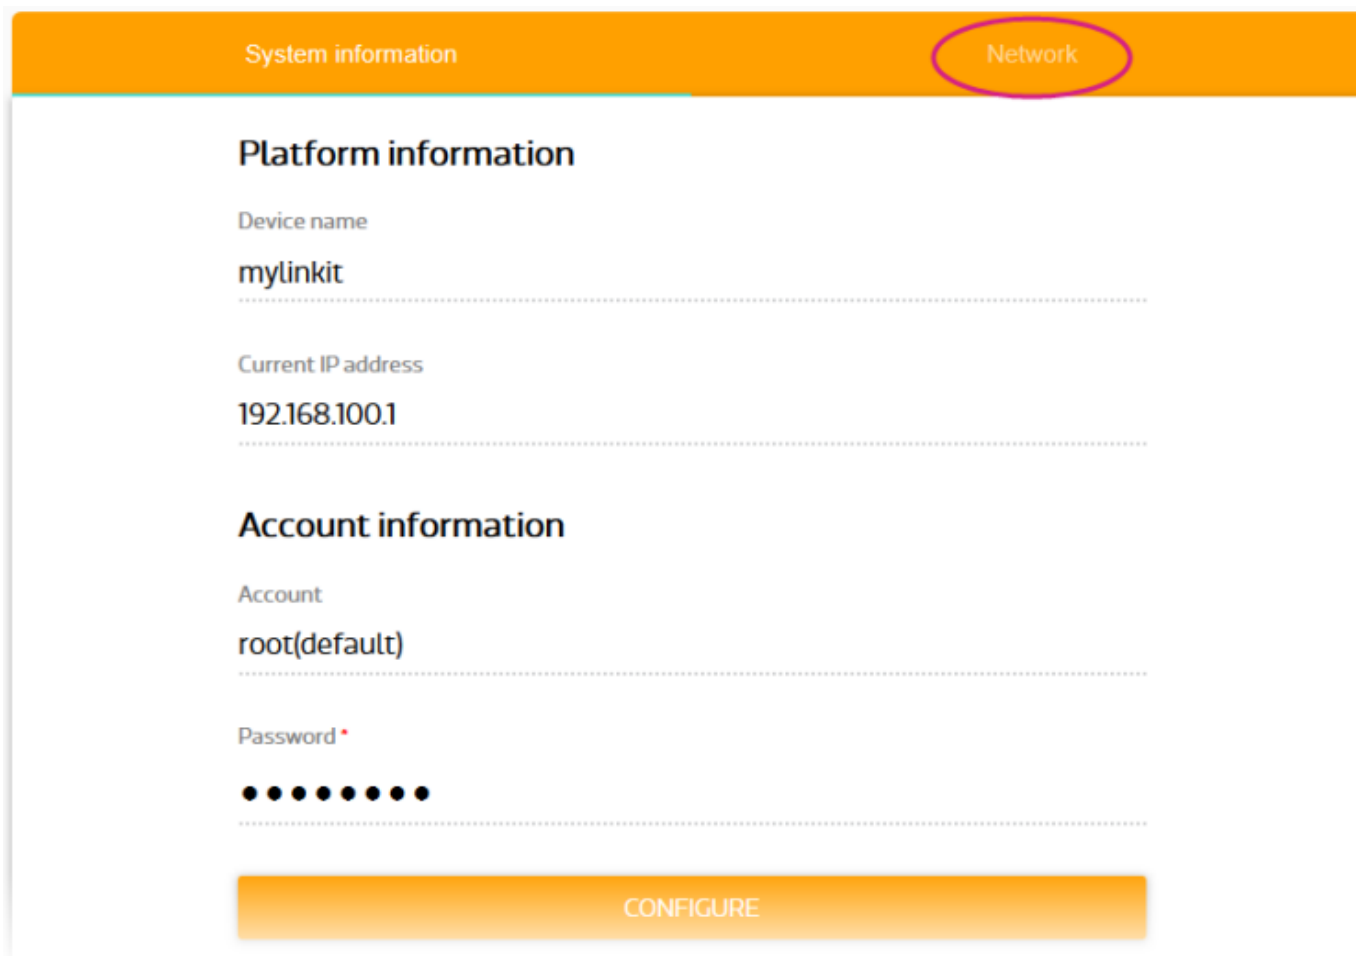 System information
Network
Platform information
Device name
mylinkit
Current IP address
192.168.100.1
Account information
Account
root(default)
Password *
●●●●●●●●
CONFIGURE